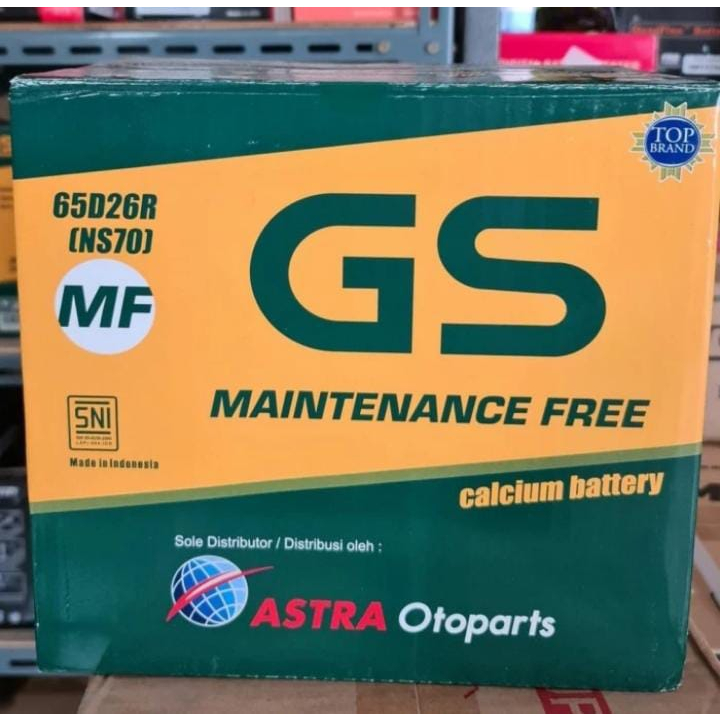 65D26R
(NS70)
MF
GS
TOP
BRAND
MAINTENANCE FREE
SNI
Made in Indonesia
calcium battery
Sole Distributor / Distribusi oleh :
ASTRA Otoparts